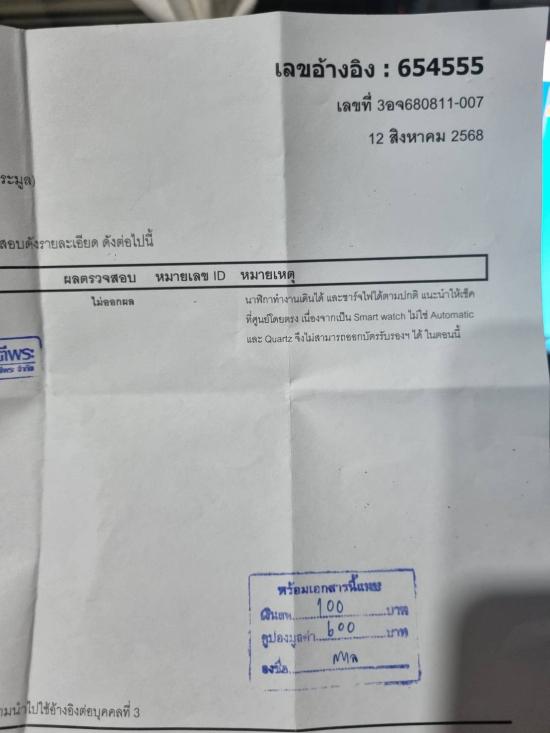 เลขอ้างอิง : 654555
เลขที่ 3อจ680811-007
12 สิงหาคม 2568
ระมูล)
สอบดังรายละเอียด ดังต่อไปนี้
ผลตรวจสอบ หมายเลข ID หมายเหตุ
ไม่ออกผล - นาฬิกาทำงานเดินได้ และชาร์จไฟได้ตามปกติ แนะนำให้เช็ค
ที่ศูนย์โดยตรง เนื่องจากเป็น Smart watch ไม่ใช่ Automatic
และ Quartz จึงไม่สามารถออกบัตรรับรองฯ ได้ ในตอนนี้
ดีพระ
พร้อมเอกสารนี้แนบ
เงินสด 100 บาท
คูปองมูลค่า 600 บาท
ลงชื่อ
ามนำไปใช้อ้างอิงต่อบุคคลที่ 3